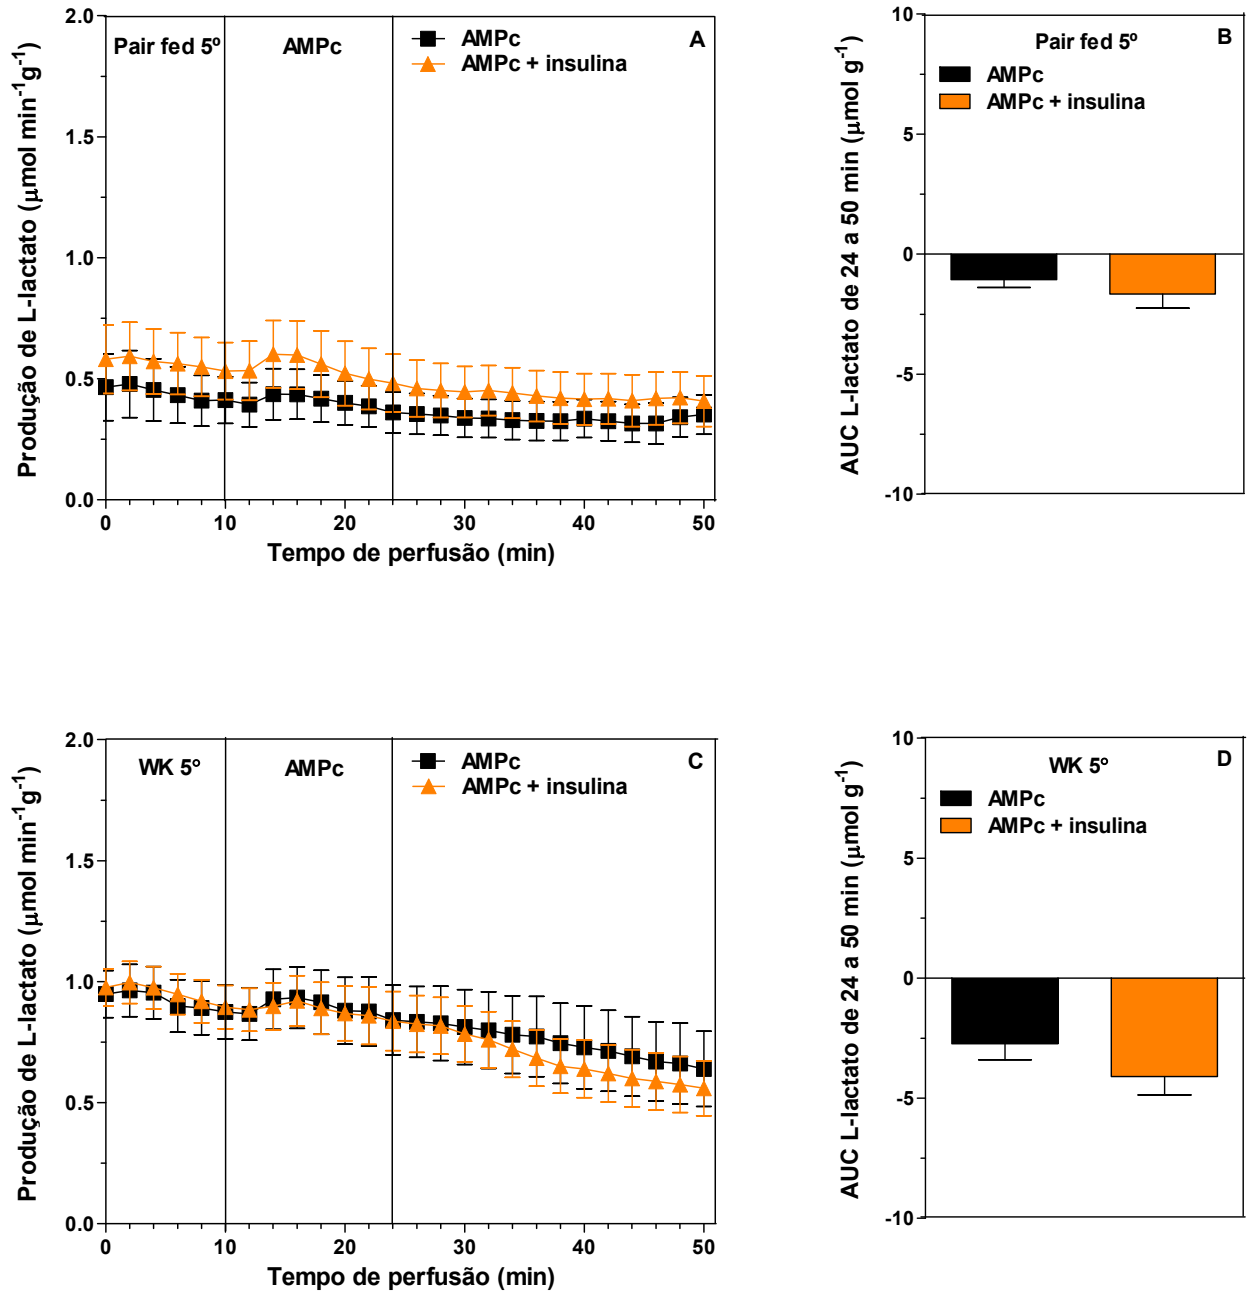 Produção de L-lactato (μmol min⁻¹g⁻¹)
2.0
1.5
1.0
0.5
0.0
Pair fed 5º
AMPc
AMPc
AMPc + insulina
A
0 10 20 30 40 50
Tempo de perfusão (min)
AUC L-lactato de 24 a 50 min (μmol g⁻¹)
10
5
0
-5
-10
Pair fed 5º
B
AMPc
AMPc + insulina
Produção de L-lactato (μmol min⁻¹g⁻¹)
2.0
1.5
1.0
0.5
0.0
WK 5º
AMPc
AMPc
AMPc + insulina
C
0 10 20 30 40 50
Tempo de perfusão (min)
AUC L-lactato de 24 a 50 min (μmol g⁻¹)
10
5
0
-5
-10
WK 5º
D
AMPc
AMPc + insulina